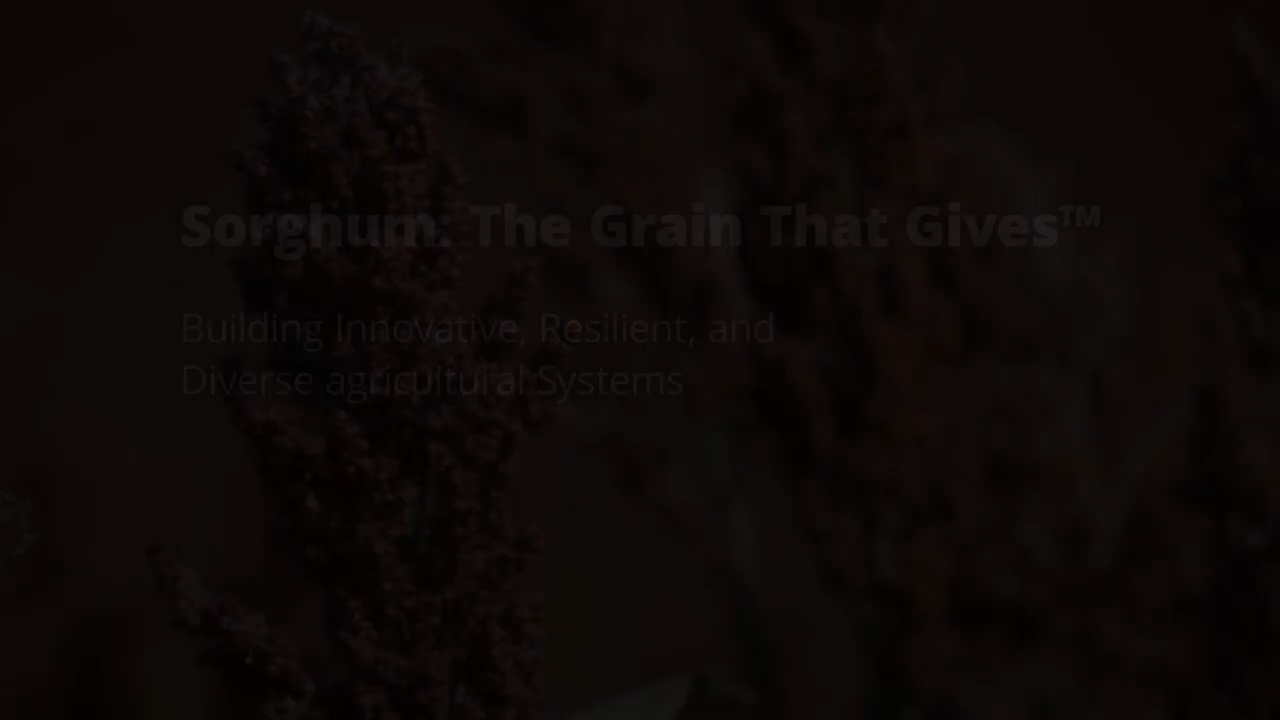 Sorghum: The Grain That Gives™
Building Innovative, Resilient, and
Diverse agricultural Systems